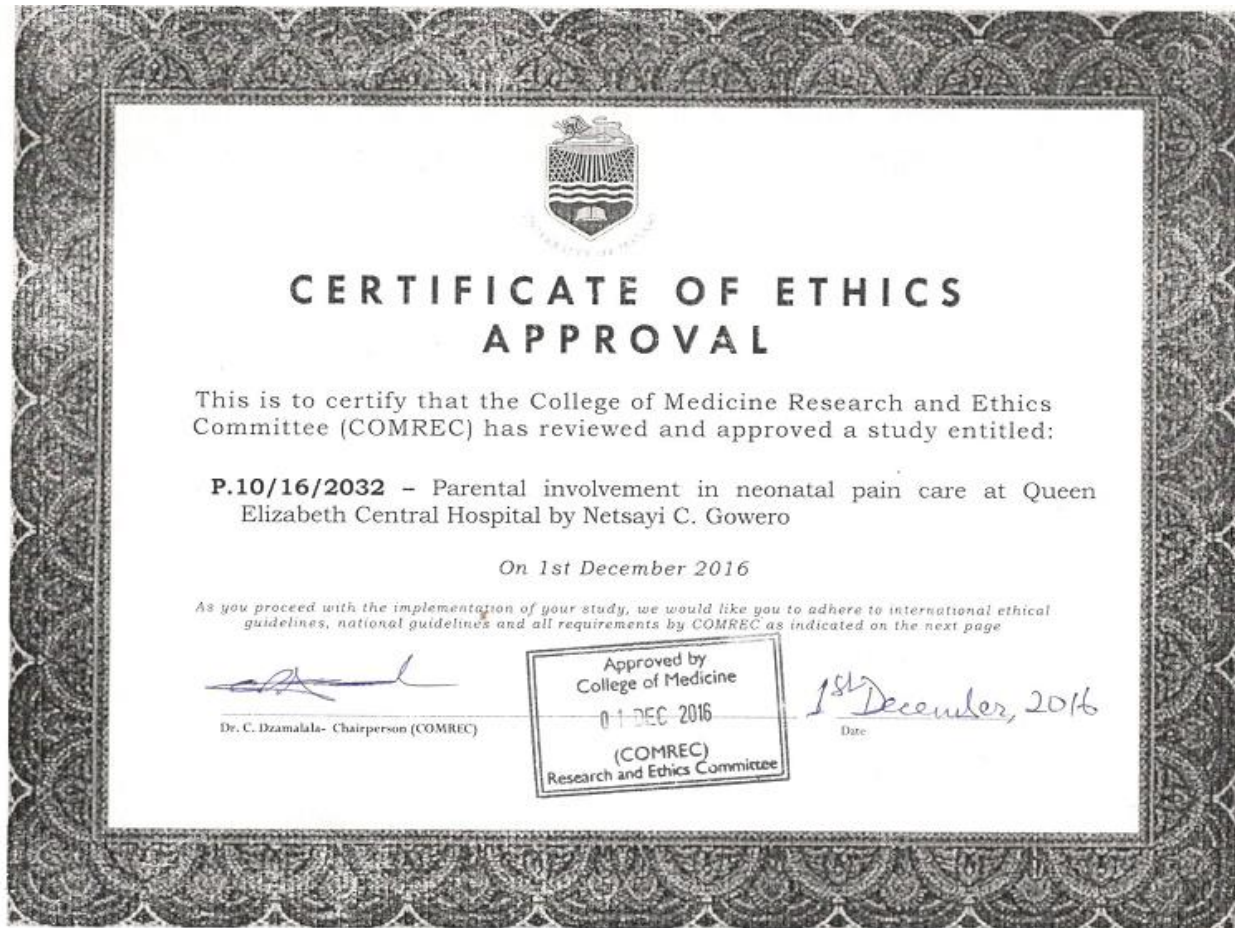 CERTIFICATE OF ETHICS
APPROVAL
This is to certify that the College of Medicine Research and Ethics
Committee (COMREC) has reviewed and approved a study entitled:
P.10/16/2032 – Parental involvement in neonatal pain care at Queen
Elizabeth Central Hospital by Netsayi C. Gowero
On 1st December 2016
As you proceed with the implementation of your study, we would like you to adhere to international ethical
guidelines, national guidelines and all requirements by COMREC as indicated on the next page
Dr. C. Dzamalala- Chairperson (COMREC)
Approved by
College of Medicine
01 DEC 2016
(COMREC)
Research and Ethics Committee
1st December, 2016
Date